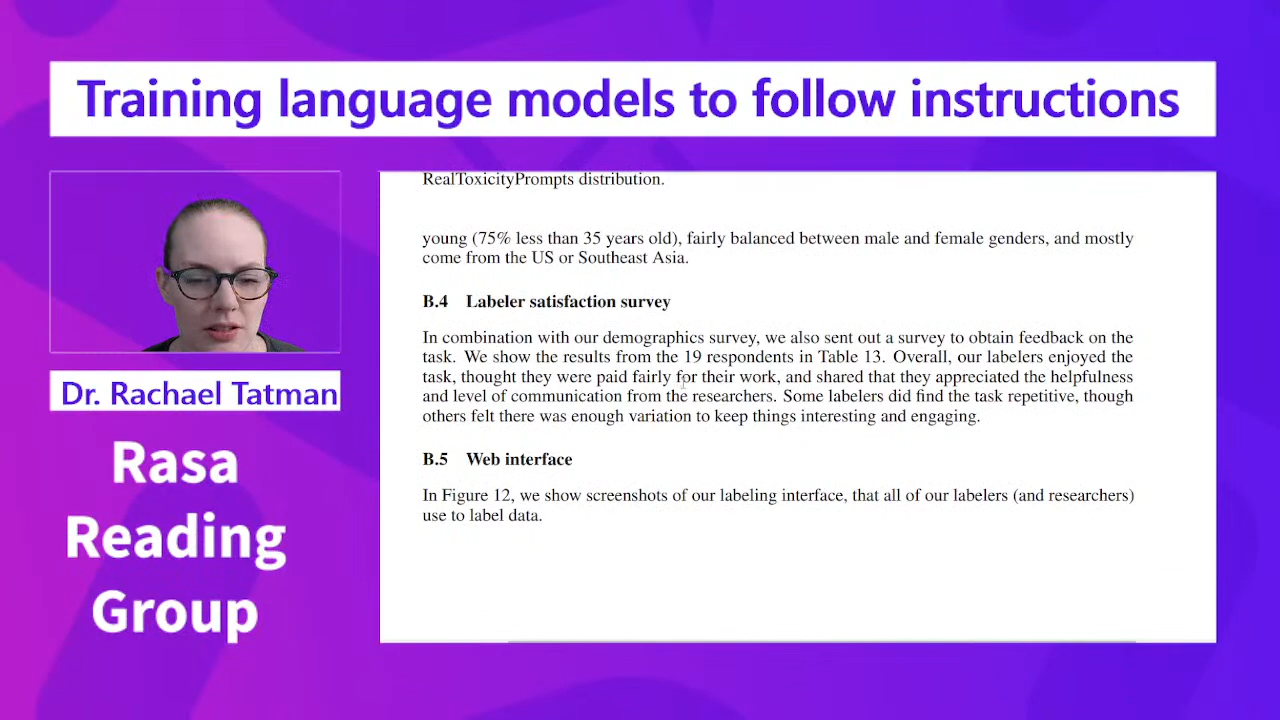 Training language models to follow instructions
RealToxicityPrompts distribution.
young (75% less than 35 years old), fairly balanced between male and female genders, and mostly
come from the US or Southeast Asia.
B.4 Labeler satisfaction survey
In combination with our demographics survey, we also sent out a survey to obtain feedback on the
task. We show the results from the 19 respondents in Table 13. Overall, our labelers enjoyed the
task, thought they were paid fairly for their work, and shared that they appreciated the helpfulness
and level of communication from the researchers. Some labelers did find the task repetitive, though
others felt there was enough variation to keep things interesting and engaging.
B.5 Web interface
In Figure 12, we show screenshots of our labeling interface, that all of our labelers (and researchers)
use to label data.
Dr. Rachael Tatman
Rasa
Reading
Group